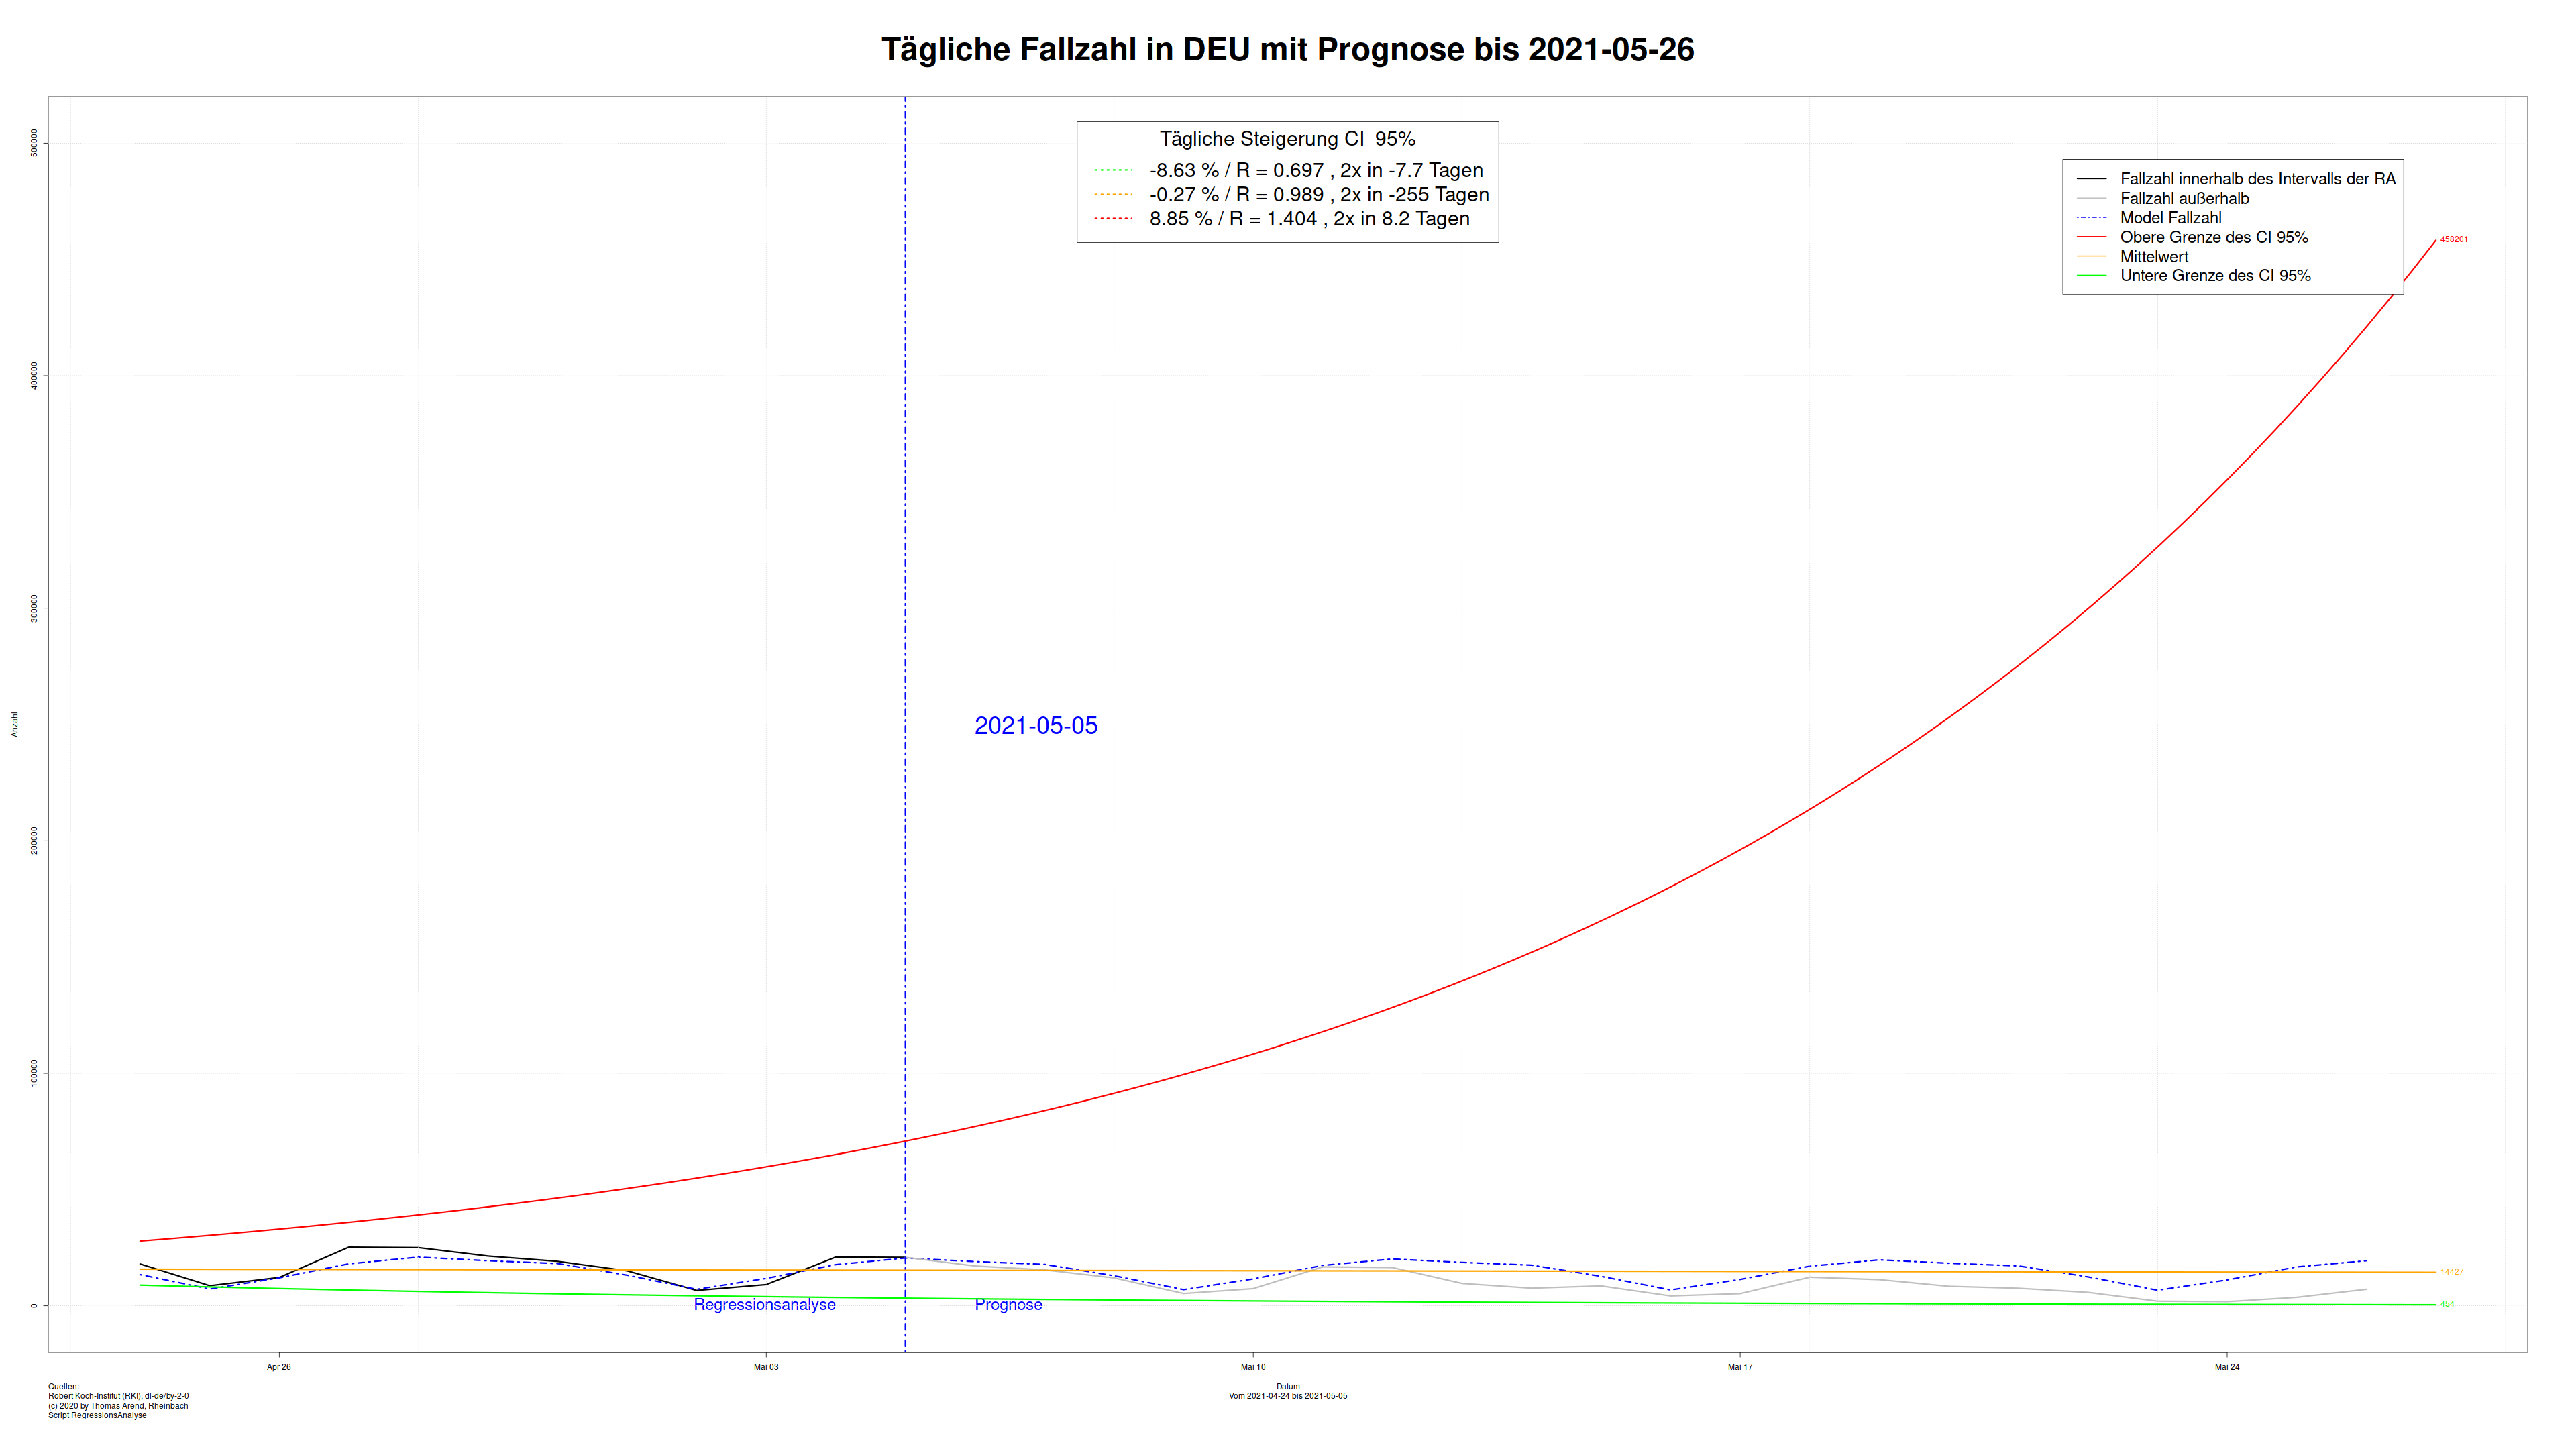 Tägliche Fallzahl in DEU mit Prognose bis 2021-05-26
Tägliche Steigerung CI  95%
-8.63 % / R = 0.697 , 2x in -7.7 Tagen
-0.27 % / R = 0.989 , 2x in -255 Tagen
8.85 % / R = 1.404 , 2x in 8.2 Tagen
Fallzahl innerhalb des Intervalls der RA
Fallzahl außerhalb
Model Fallzahl
Obere Grenze des CI 95%
Mittelwert
Untere Grenze des CI 95%
500000
400000
300000
200000
100000
0
Anzahl
458201
2021-05-05
14427
454
Regressionsanalyse
Prognose
Apr 26
Mai 03
Mai 10
Mai 17
Mai 24
Datum
Vom 2021-04-24 bis 2021-05-05
Quellen:
Robert Koch-Institut (RKI), dl-de/by-2-0
(c) 2020 by Thomas Arend, Rheinbach
Script RegressionsAnalyse